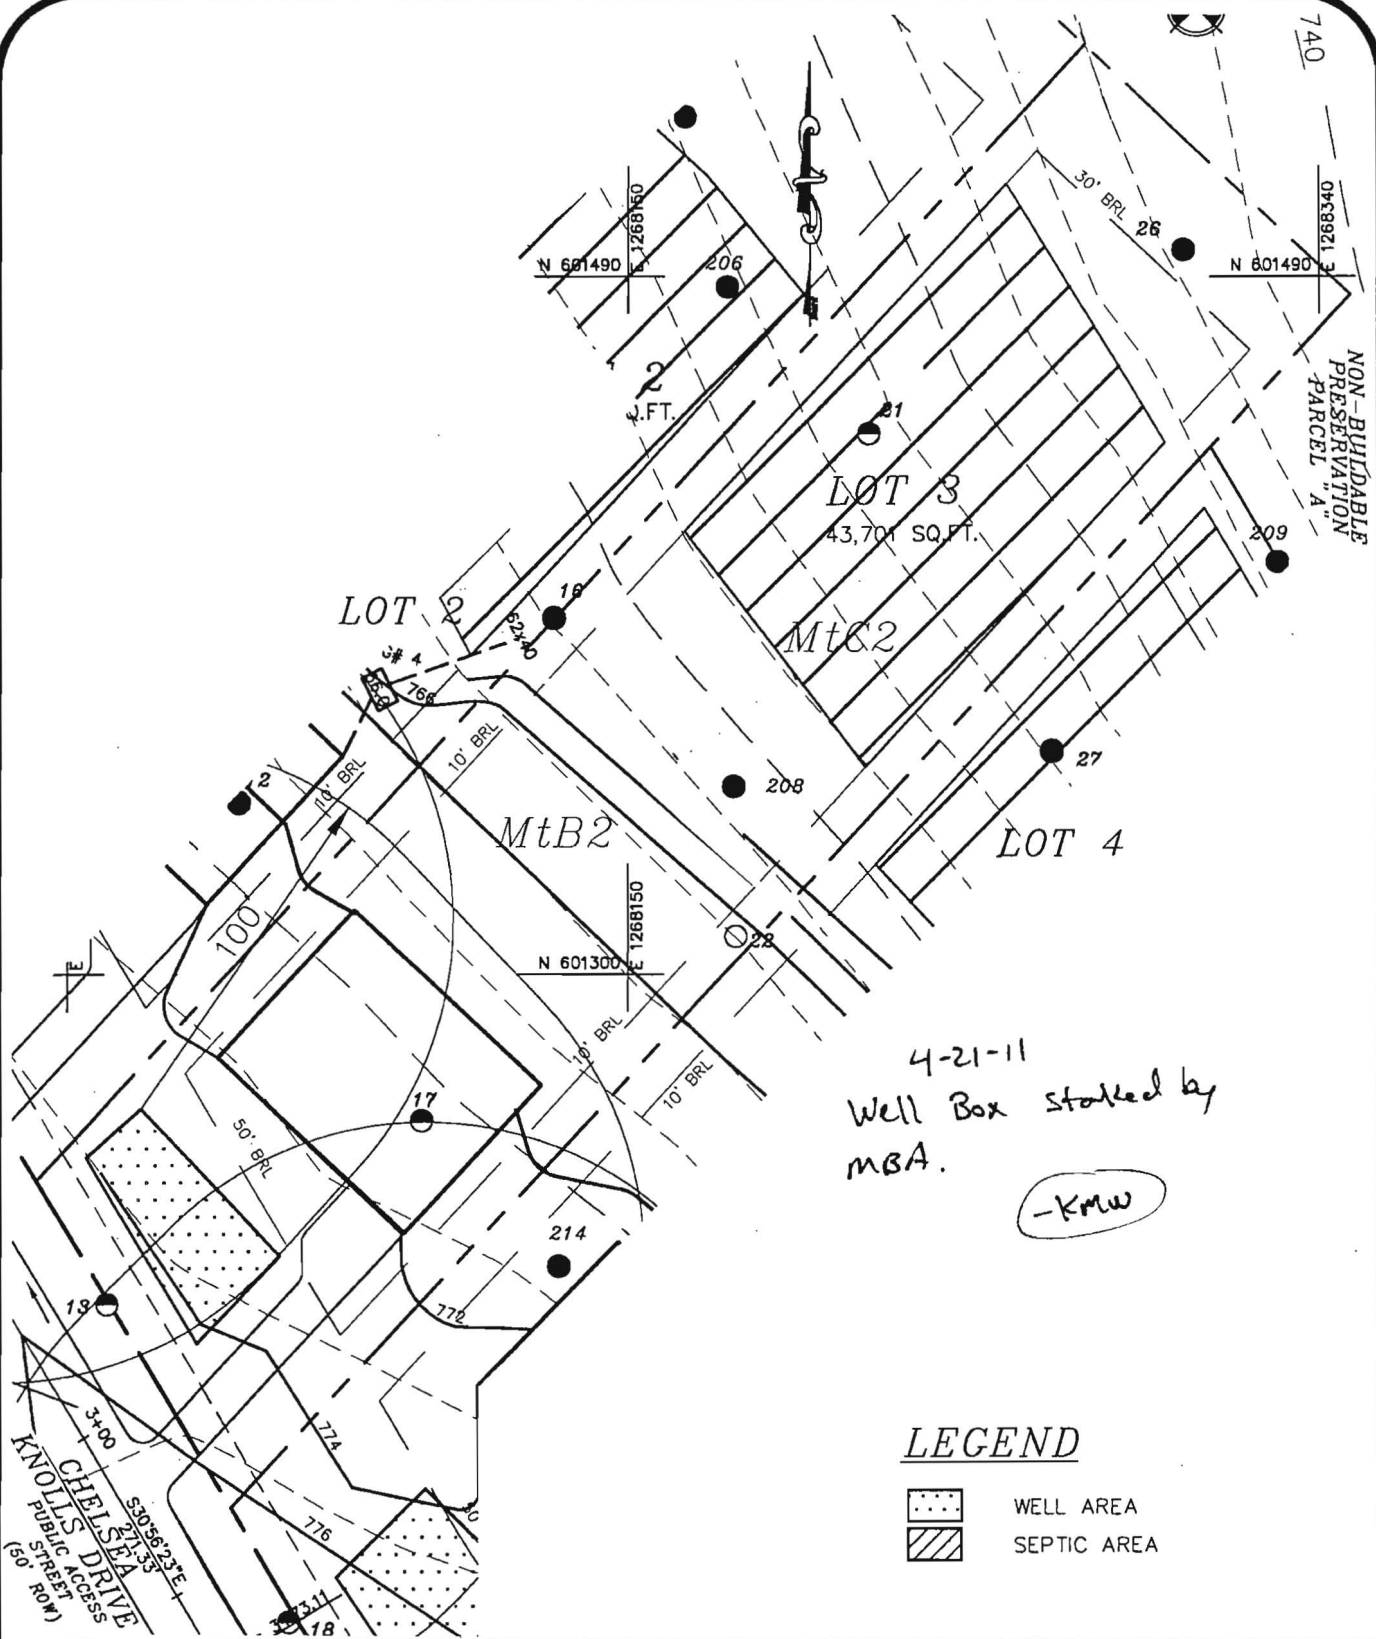 740
30' BRL
26
N 601490
E 1268150
206
N 601490
E 1268340
2
.FT.
21
NON-BUILDABLE
PRESERVATION
PARCEL "A"
LOT 3
43,701 SQ.FT.
209
16
LOT 2
62x40
# 4
766
MtC2
10' BRL
10' BRL
2
208
27
MtB2
LOT 4
100
E 1268150
22
N 601300
E
10' BRL
10' BRL
4-21-11
Well Box staked by
MBA.
-KMW
17
50' BRL
214
13
772
3+00
774
776
CHELSEA
KNOLLS DRIVE
PUBLIC ACCESS
STREET
(50' ROW)
S30°56'23"E
271.33'
18
LEGEND
WELL AREA
SEPTIC AREA